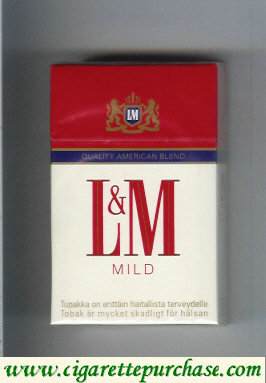 LM
QUALITY AMERICAN BLEND
L&M
MILD
Tupakka on erittäin haitallista terveydelle
Tobak är mycket skadligt för hälsan
www.cigarettepurchase.com